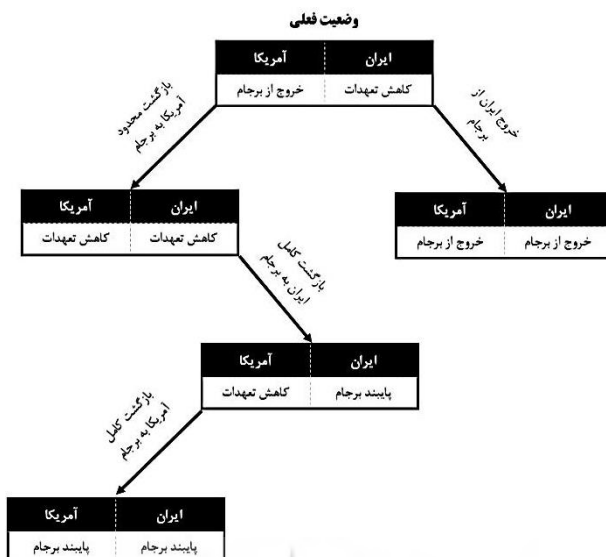 وضعیت فعلی
ایران آمریکا
کاهش تعهدات خروج از برجام
خروج ایران از
برجام
بازگشت محدود
آمریکا به برجام
ایران آمریکا
خروج از برجام خروج از برجام
ایران آمریکا
کاهش تعهدات کاهش تعهدات
بازگشت کامل
ایران به برجام
ایران آمریکا
پایبند برجام کاهش تعهدات
بازگشت کامل
آمریکا به برجام
ایران آمریکا
پایبند برجام پایبند برجام